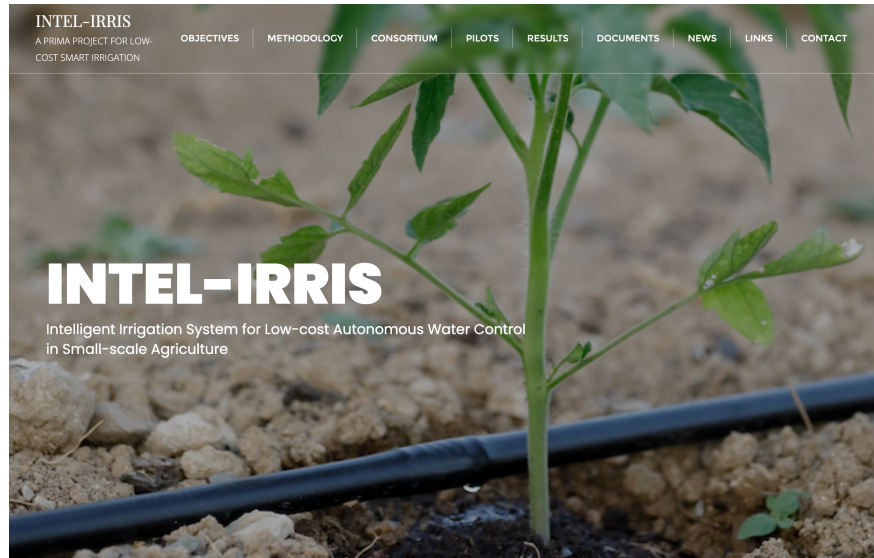 INTEL-IRRIS
A PRIMA PROJECT FOR LOW-
COST SMART IRRIGATION
OBJECTIVES
METHODOLOGY
CONSORTIUM
PILOTS
RESULTS
DOCUMENTS
NEWS
LINKS
CONTACT
INTEL-IRRIS
Intelligent Irrigation System for Low-cost Autonomous Water Control
in Small-scale Agriculture